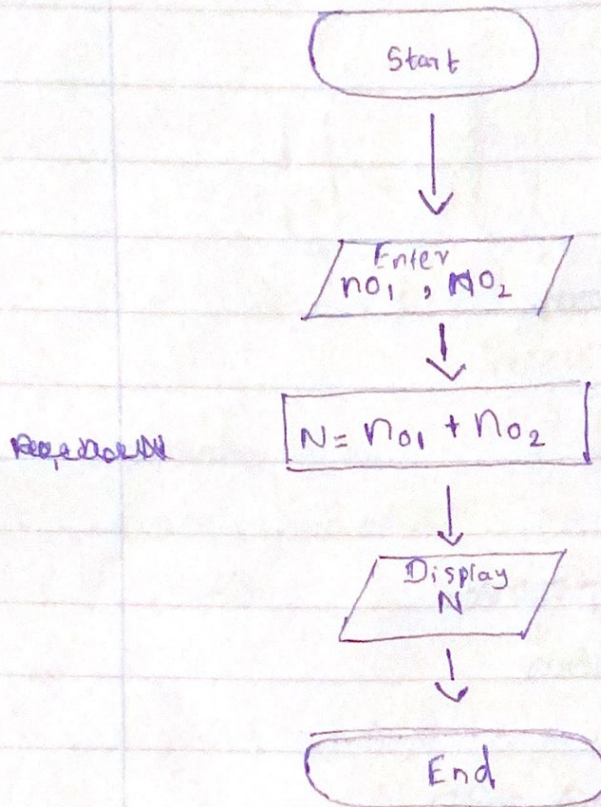 Start
Enter
no₁ , NO₂
N = no₁ + no₂
Display
N
End